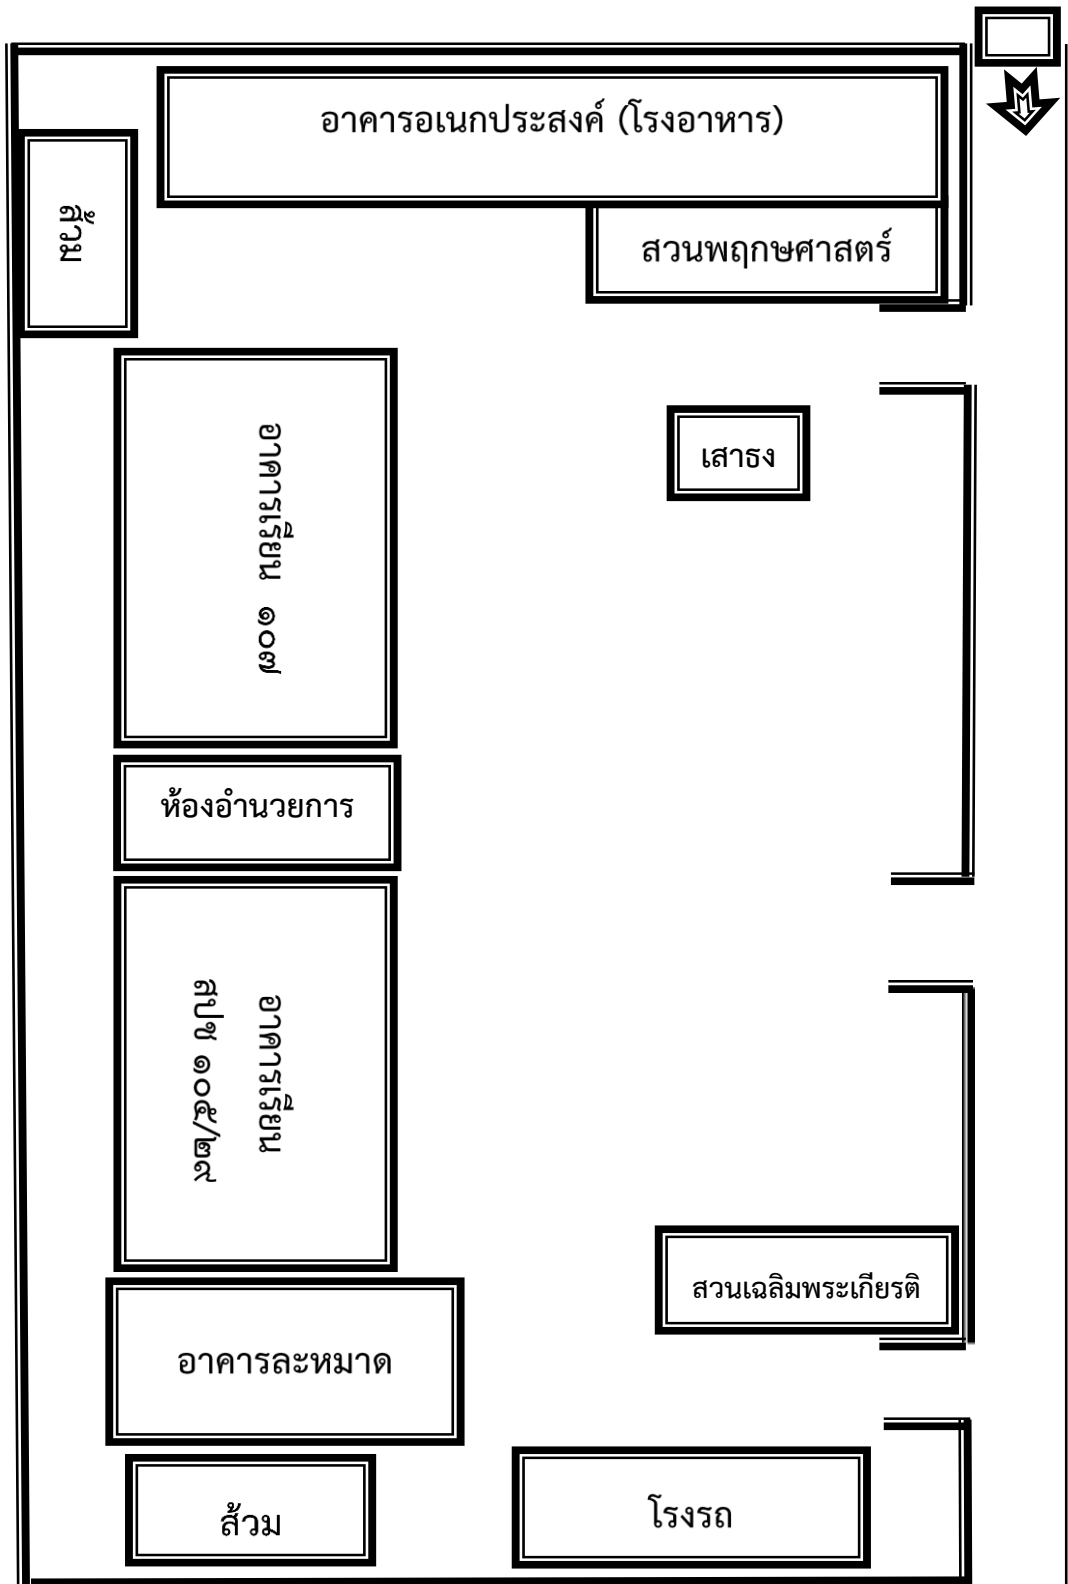 อาคารอเนกประสงค์ (โรงอาหาร)
ส้วม
สวนพฤกษศาสตร์
เสาธง
อาคารเรียน ๑๐๗
ห้องอำนวยการ
อาคารเรียน
สปช ๑๐๕/๒๙
สวนเฉลิมพระเกียรติ
อาคารละหมาด
ส้วม
โรงรถ